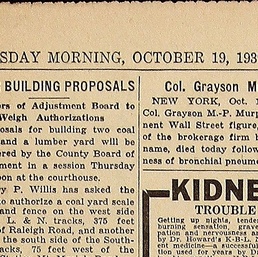 SDAY MORNING, OCTOBER 19, 193
BUILDING PROPOSALS
rs of Adjustment Board to
Weigh Authorizations
osals for building two coal
and a lumber yard will be
ered by the County Board of
ment in a session Thursday
on at the courthouse.
ry P. Willis has asked the
to authorize a coal yard scale
and fence on the west side
L. & N. tracks, 375 feet
of Raleigh Road, and another
the south side of the South-
acks, 75 feet west of the
Col. Grayson M
NEW YORK, Oct. 1
Col. Grayson M.-P. Murp
nent Wall Street figure,
of the brokerage firm b
name, died today follow
ness of bronchial pneume
KIDNE
TROUBLE
Getting up nights, tende
burning sensation, grave
pation and nervousness a
by Dr. Howard's K-B-L
ent medicine—a successfu
tion used for years by D